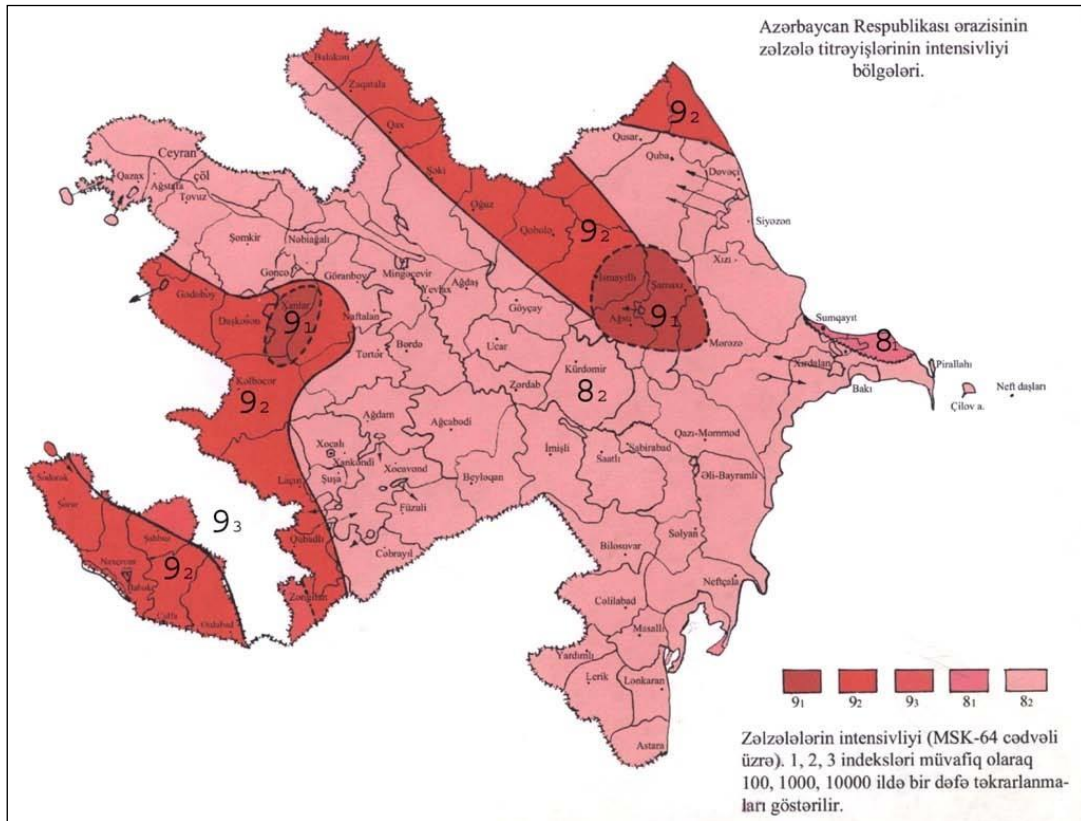 Azərbaycan Respublikası ərazisinin
zəlzələ titrəyişlərinin intensivliyi
bölgələri.
Balakən
Zaqatala
Qax
9₂
Qusar
Quba
Ceyran
çöl
Dəvəçi
Qazax
Ağstafa
Tovuz
Şəki
Oğuz
Siyəzən
Şəmkir
Nəbiağalı
Qəbələ
9₂
Xızı
Gəncə
Göranboy
Mingəçevir
Yevlax
Ağdaş
İsmayıllı
Şamaxı
Gədəbəy
Xanlar
Göyçay
Sumqayıt
Daşkəsən
9₁
Naftalan
Ağsu
9₁
Mərəzə
8₁
Tərtər
Bərdə
Ucar
Xırdalan
Pirallahı
Kürdəmir
Bakı
Neft daşları
Kəlbəcər
9₂
Zərdab
8₂
Çilov a.
Ağdam
Ağcabədi
Xocalı
Xankəndi
Xocavənd
İmişli
Sabirabad
Qazı-Məmməd
Saatlı
Laçın
Şuşa
Beyləqan
Əli-Bayramlı
Sədərək
Füzuli
Şərur
9₃
Qubadlı
Salyan
Şahbuz
Cəbrayıl
Biləsuvar
9₂
Naxçıvan
Babək
Zəngilan
Neftçala
Culfa
Ordubad
Cəlilabad
Masallı
Yardımlı
Lerik
Lənkəran
9₁ 9₂ 9₃ 8₁ 8₂
Astara
Zəlzələlərin intensivliyi (MSK-64 cədvəli
üzrə). 1, 2, 3 indeksləri müvafiq olaraq
100, 1000, 10000 ildə bir dəfə təkrarlanma-
ları göstərilir.